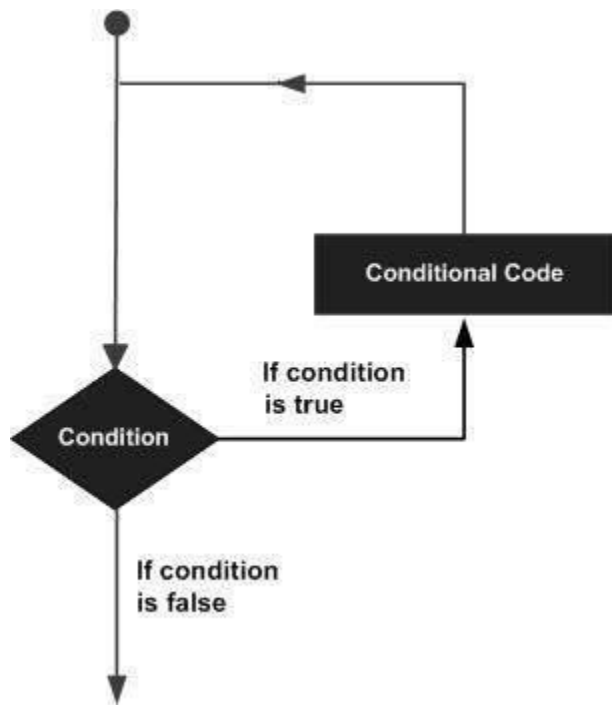 Conditional Code
If condition
is true
Condition
If condition
is false